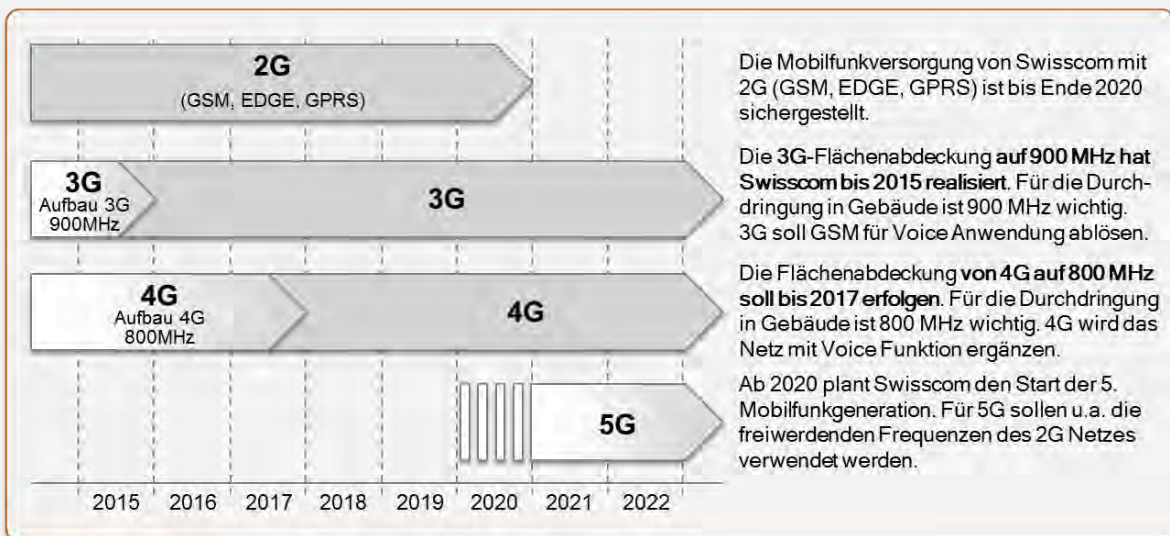 2G
(GSM, EDGE, GPRS)
Die Mobilfunkversorgung von Swisscom mit
2G (GSM, EDGE, GPRS) ist bis Ende 2020
sichergestellt.
3G
Aufbau 3G
900MHz
3G
Die 3G-Flächenabdeckung auf 900 MHz hat
Swisscom bis 2015 realisiert. Für die Durch-
dringung in Gebäude ist 900 MHz wichtig.
3G soll GSM für Voice Anwendung ablösen.
4G
Aufbau 4G
800MHz
4G
Die Flächenabdeckung von 4G auf 800 MHz
soll bis 2017 erfolgen. Für die Durchdringung
in Gebäude ist 800 MHz wichtig. 4G wird das
Netz mit Voice Funktion ergänzen.
5G
Ab 2020 plant Swisscom den Start der 5.
Mobilfunkgeneration. Für 5G sollen u.a. die
freiwerdenden Frequenzen des 2G Netzes
verwendet werden.
2015 2016 2017 2018 2019 2020 2021 2022